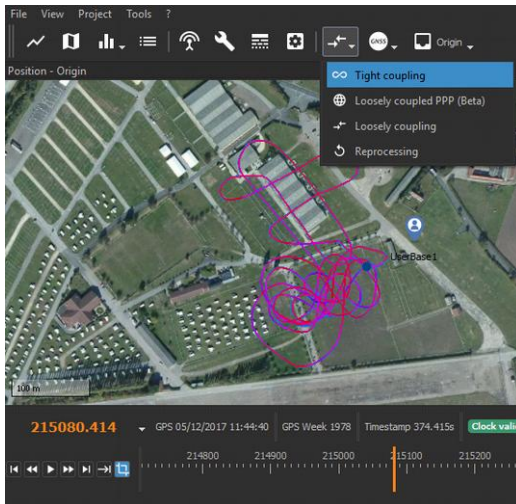 File View Project Tools ?
GNSS
Origin
Position - Origin
Tight coupling
Loosely coupled PPP (Beta)
Loosely coupling
Reprocessing
UserBase1
100 m
215080.414 GPS 05/12/2017 11:44:40 GPS Week 1978 Timestamp 374.415s Clock vali
214800 214900 215000 215100 215200